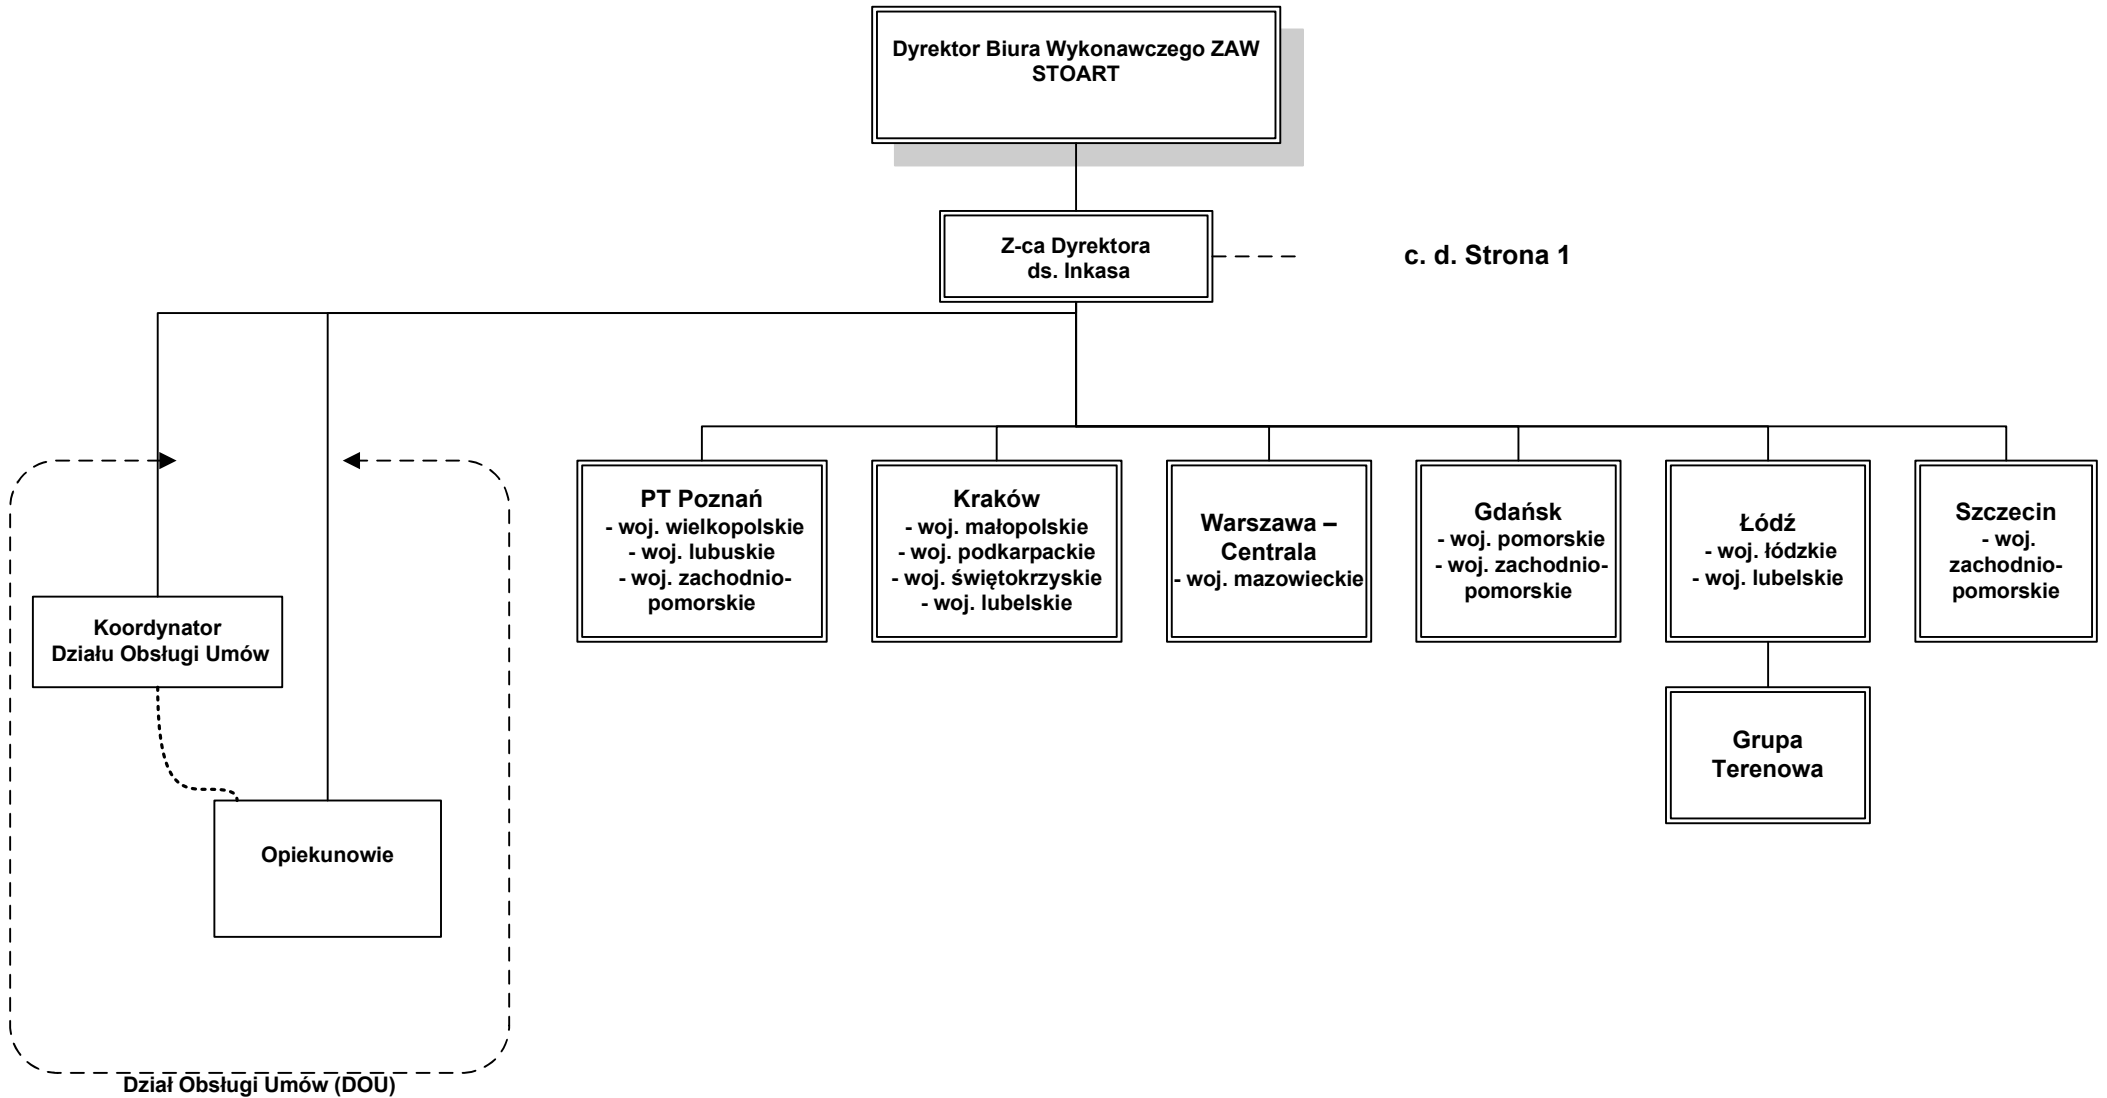 Dyrektor Biura Wykonawczego ZAW
STOART
Z-ca Dyrektora
ds. Inkasa
c. d. Strona 1
PT Poznań
- woj. wielkopolskie
- woj. lubuskie
- woj. zachodnio-
pomorskie
Kraków
- woj. małopolskie
- woj. podkarpackie
- woj. świętokrzyskie
- woj. lubelskie
Warszawa –
Centrala
- woj. mazowieckie
Gdańsk
- woj. pomorskie
- woj. zachodnio-
pomorskie
Łódź
- woj. łódzkie
- woj. lubelskie
Szczecin
- woj.
zachodnio-
pomorskie
Koordynator
Działu Obsługi Umów
Grupa
Terenowa
Opiekunowie
Dział Obsługi Umów (DOU)